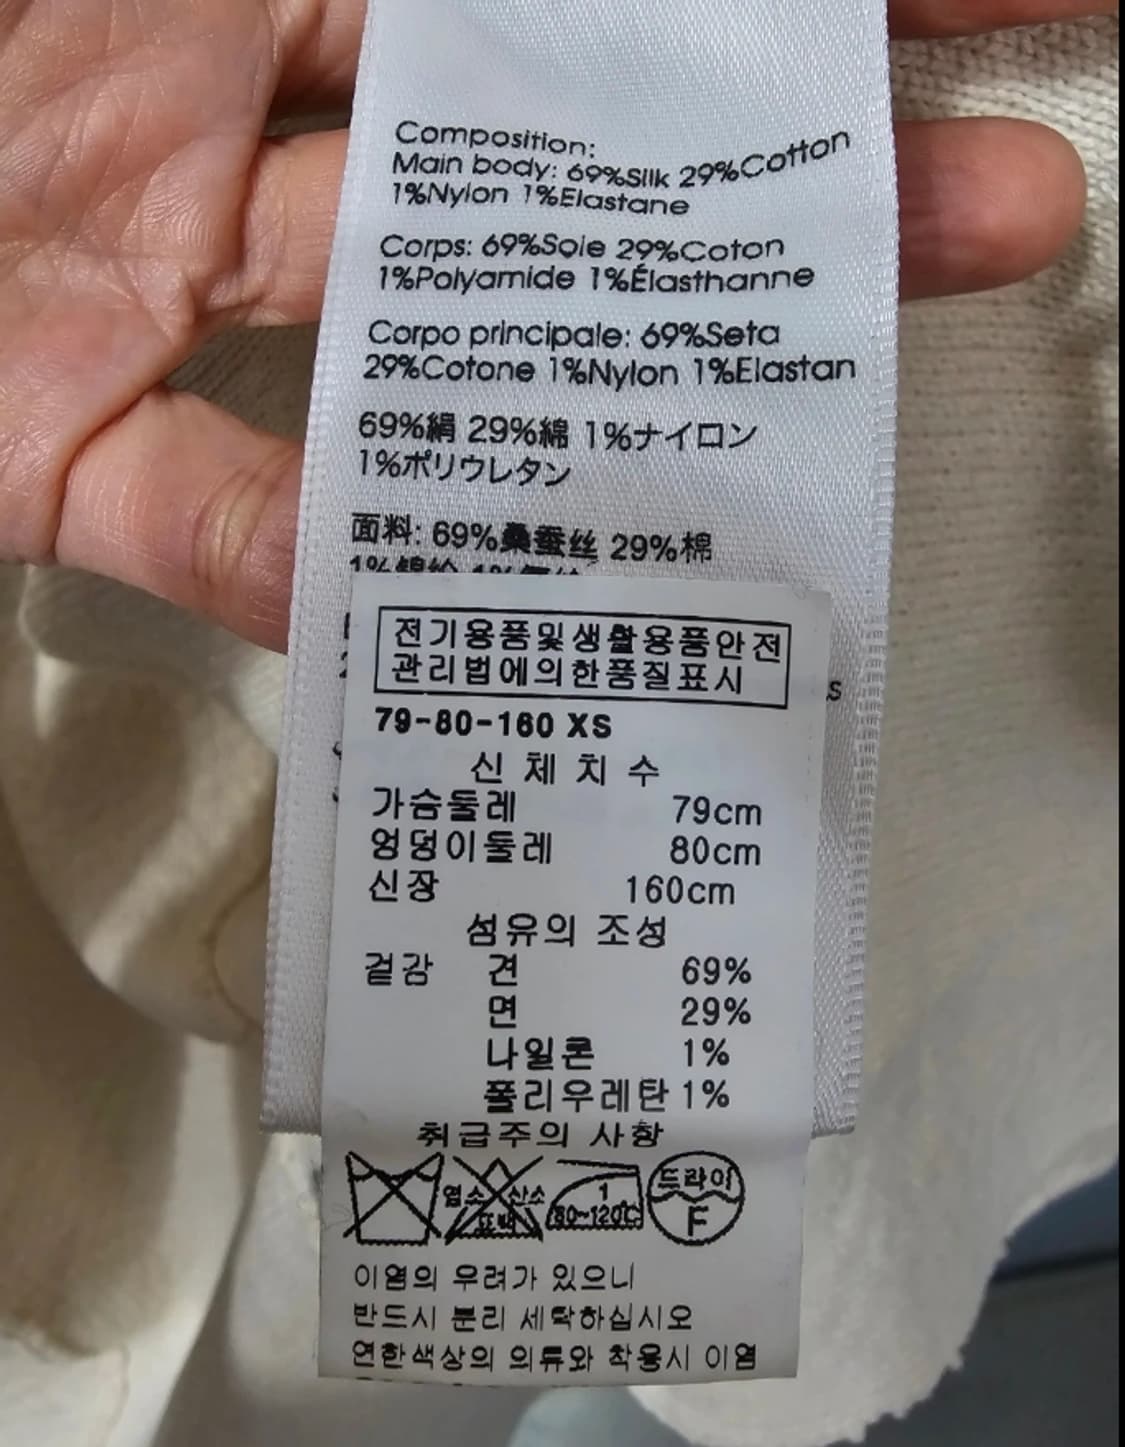 Composition:
Main body: 69%Silk 29%Cotton
1%Nylon 1%Elastane
Corps: 69%Soie 29%Coton
1%Polyamide 1%Élasthanne
Corpo principale: 69%Seta
29%Cotone 1%Nylon 1%Elastan
69%絹 29%綿 1%ナイロン
1%ポリウレタン
面料: 69%桑蚕丝 29%棉
전기용품및생활용품안전
관리법에의한품질표시
79-80-160 XS
신체치수
가슴둘레 79cm
엉덩이둘레 80cm
신장 160cm
섬유의 조성
겉감 견 69%
면 29%
나일론 1%
폴리우레탄 1%
취급주의 사항
염소 산소 표백
1
80~120℃
드라이
F
이염의 우려가 있으니
반드시 분리 세탁하십시오
연한색상의 의류와 착용시 이염